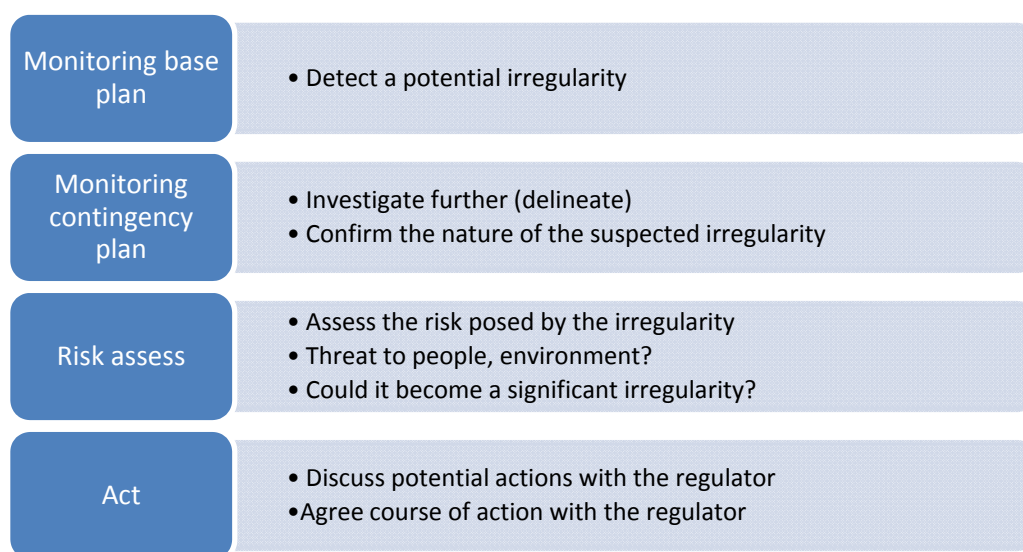 Monitoring base
plan
• Detect a potential irregularity
Monitoring
contingency
plan
• Investigate further (delineate)
• Confirm the nature of the suspected irregularity
Risk assess
• Assess the risk posed by the irregularity
• Threat to people, environment?
• Could it become a significant irregularity?
Act
• Discuss potential actions with the regulator
•Agree course of action with the regulator